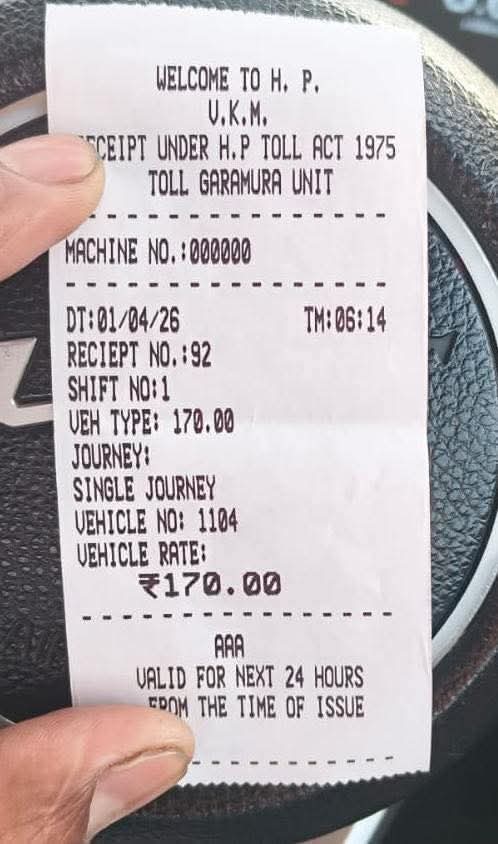 WELCOME TO H. P.
V.K.M.
RECEIPT UNDER H.P TOLL ACT 1975
TOLL GARAMURA UNIT
MACHINE NO.:000000
DT:01/04/26 TM:06:14
RECIEPT NO.:92
SHIFT NO:1
VEH TYPE: 170.00
JOURNEY:
SINGLE JOURNEY
VEHICLE NO: 1104
VEHICLE RATE:
₹170.00
AAA
VALID FOR NEXT 24 HOURS
FROM THE TIME OF ISSUE